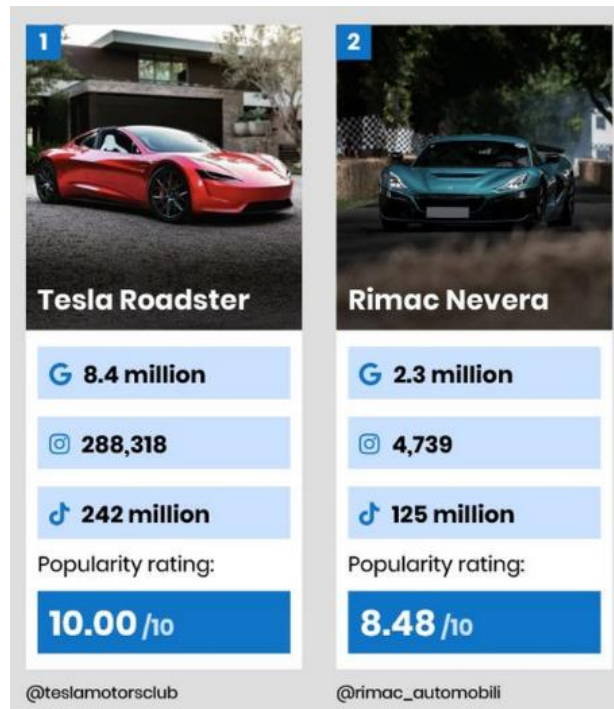 1
Tesla Roadster
8.4 million
288,318
242 million
Popularity rating:
10.00 /10
@teslamotorsclub
2
Rimac Nevera
2.3 million
4,739
125 million
Popularity rating:
8.48 /10
@rimac_automobili